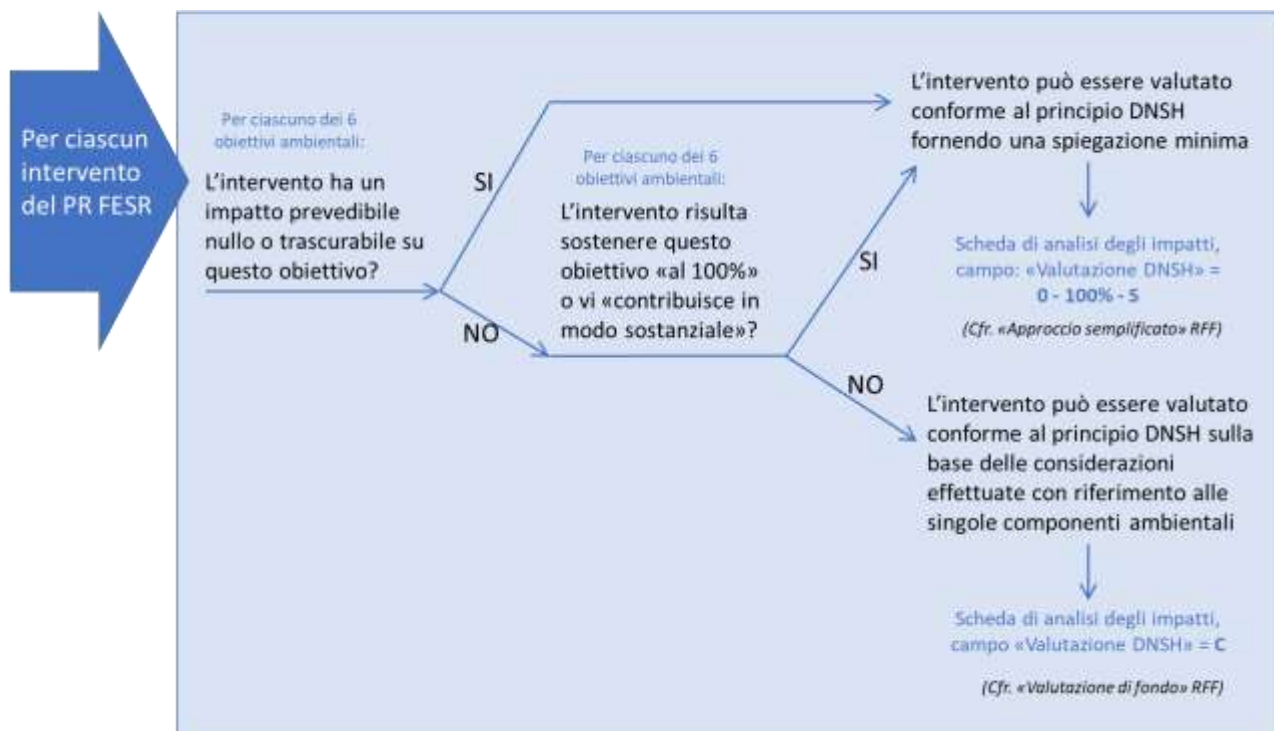 Per ciascun
intervento
del PR FESR
Per ciascuno dei 6
obiettivi ambientali:
L'intervento ha un
impatto prevedibile
nullo o trascurabile su
questo obiettivo?
SI
NO
Per ciascuno dei 6
obiettivi ambientali:
L'intervento risulta
sostenere questo
obiettivo «al 100%»
o vi «contribuisce in
modo sostanziale»?
SI
NO
L'intervento può essere valutato
conforme al principio DNSH
fornendo una spiegazione minima
Scheda di analisi degli impatti,
campo: «Valutazione DNSH» =
0 - 100% - S
(Cfr. «Approccio semplificato» RFF)
L'intervento può essere valutato
conforme al principio DNSH sulla
base delle considerazioni
effettuate con riferimento alle
singole componenti ambientali
Scheda di analisi degli impatti,
campo «Valutazione DNSH» = C
(Cfr. «Valutazione di fondo» RFF)